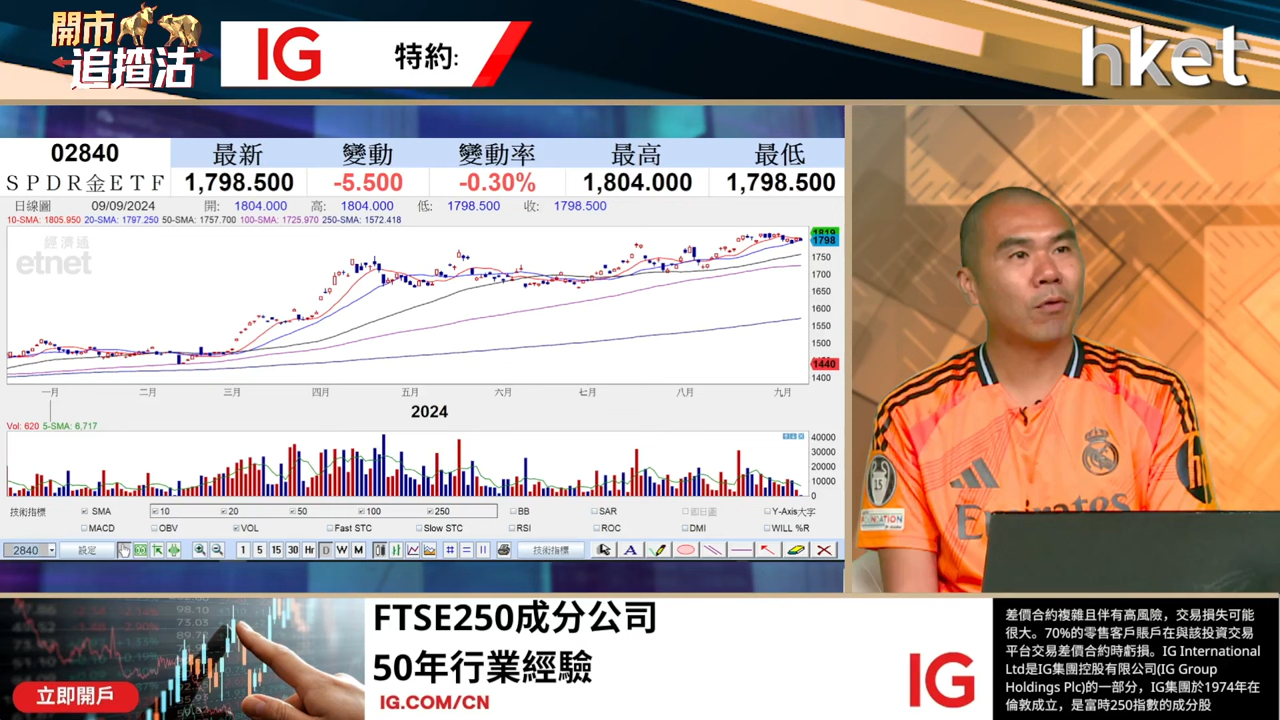 開市
追揸沽
IG
特約:
hket
02840 最新 變動 變動率 最高 最低
SPDR金ETF 1,798.500 -5.500 -0.30% 1,804.000 1,798.500
日線圖 09/09/2024 開: 1804.000 高: 1804.000 低: 1798.500 收: 1798.500
10-SMA: 1805.950 20-SMA: 1797.250 50-SMA: 1757.700 100-SMA: 1725.970 250-SMA: 1572.418
經濟通
etnet
1819
1798
1750
1700
1650
1600
1550
1500
1440
1400
一月 二月 三月 四月 五月 六月 七月 八月 九月
2024
Vol: 620 5-SMA: 6,717
40000
30000
20000
10000
0
技術指標 SMA 10 20 50 100 250 BB SAR 即日圖 Y-Axis大字
MACD OBV VOL Fast STC Slow STC RSI ROC DMI WILL %R
2840 設定 1 5 15 30 Hr D W M 技術指標 A
15
FOUNDATION
Emirates
立即開戶
FTSE250成分公司
50年行業經驗
IG.COM/CN
IG
差價合約複雜且伴有高風險，交易損失可能
很大。70%的零售客戶賬戶在與該投資交易
平台交易差價合約時虧損。IG International
Ltd是IG集團控股有限公司(IG Group
Holdings Plc)的一部分，IG集團於1974年在
倫敦成立，是富時250指數的成分股